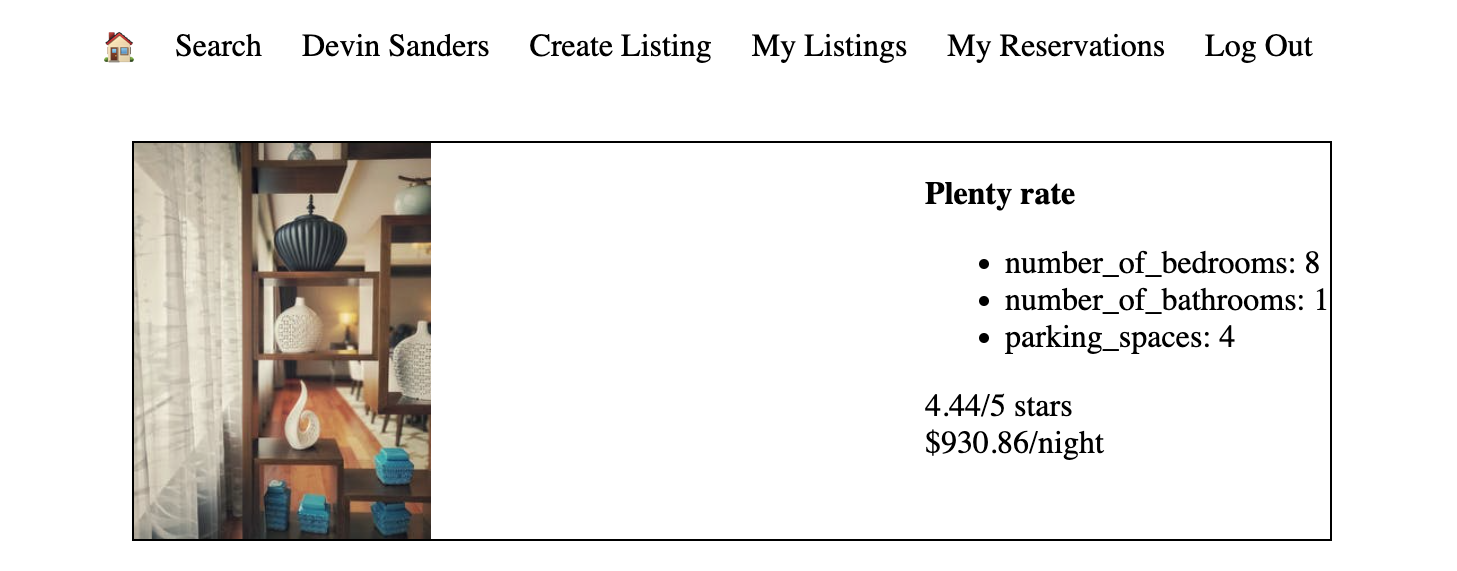 Search Devin Sanders Create Listing My Listings My Reservations Log Out
Plenty rate
number_of_bedrooms: 8
number_of_bathrooms: 1
parking_spaces: 4
4.44/5 stars
$930.86/night